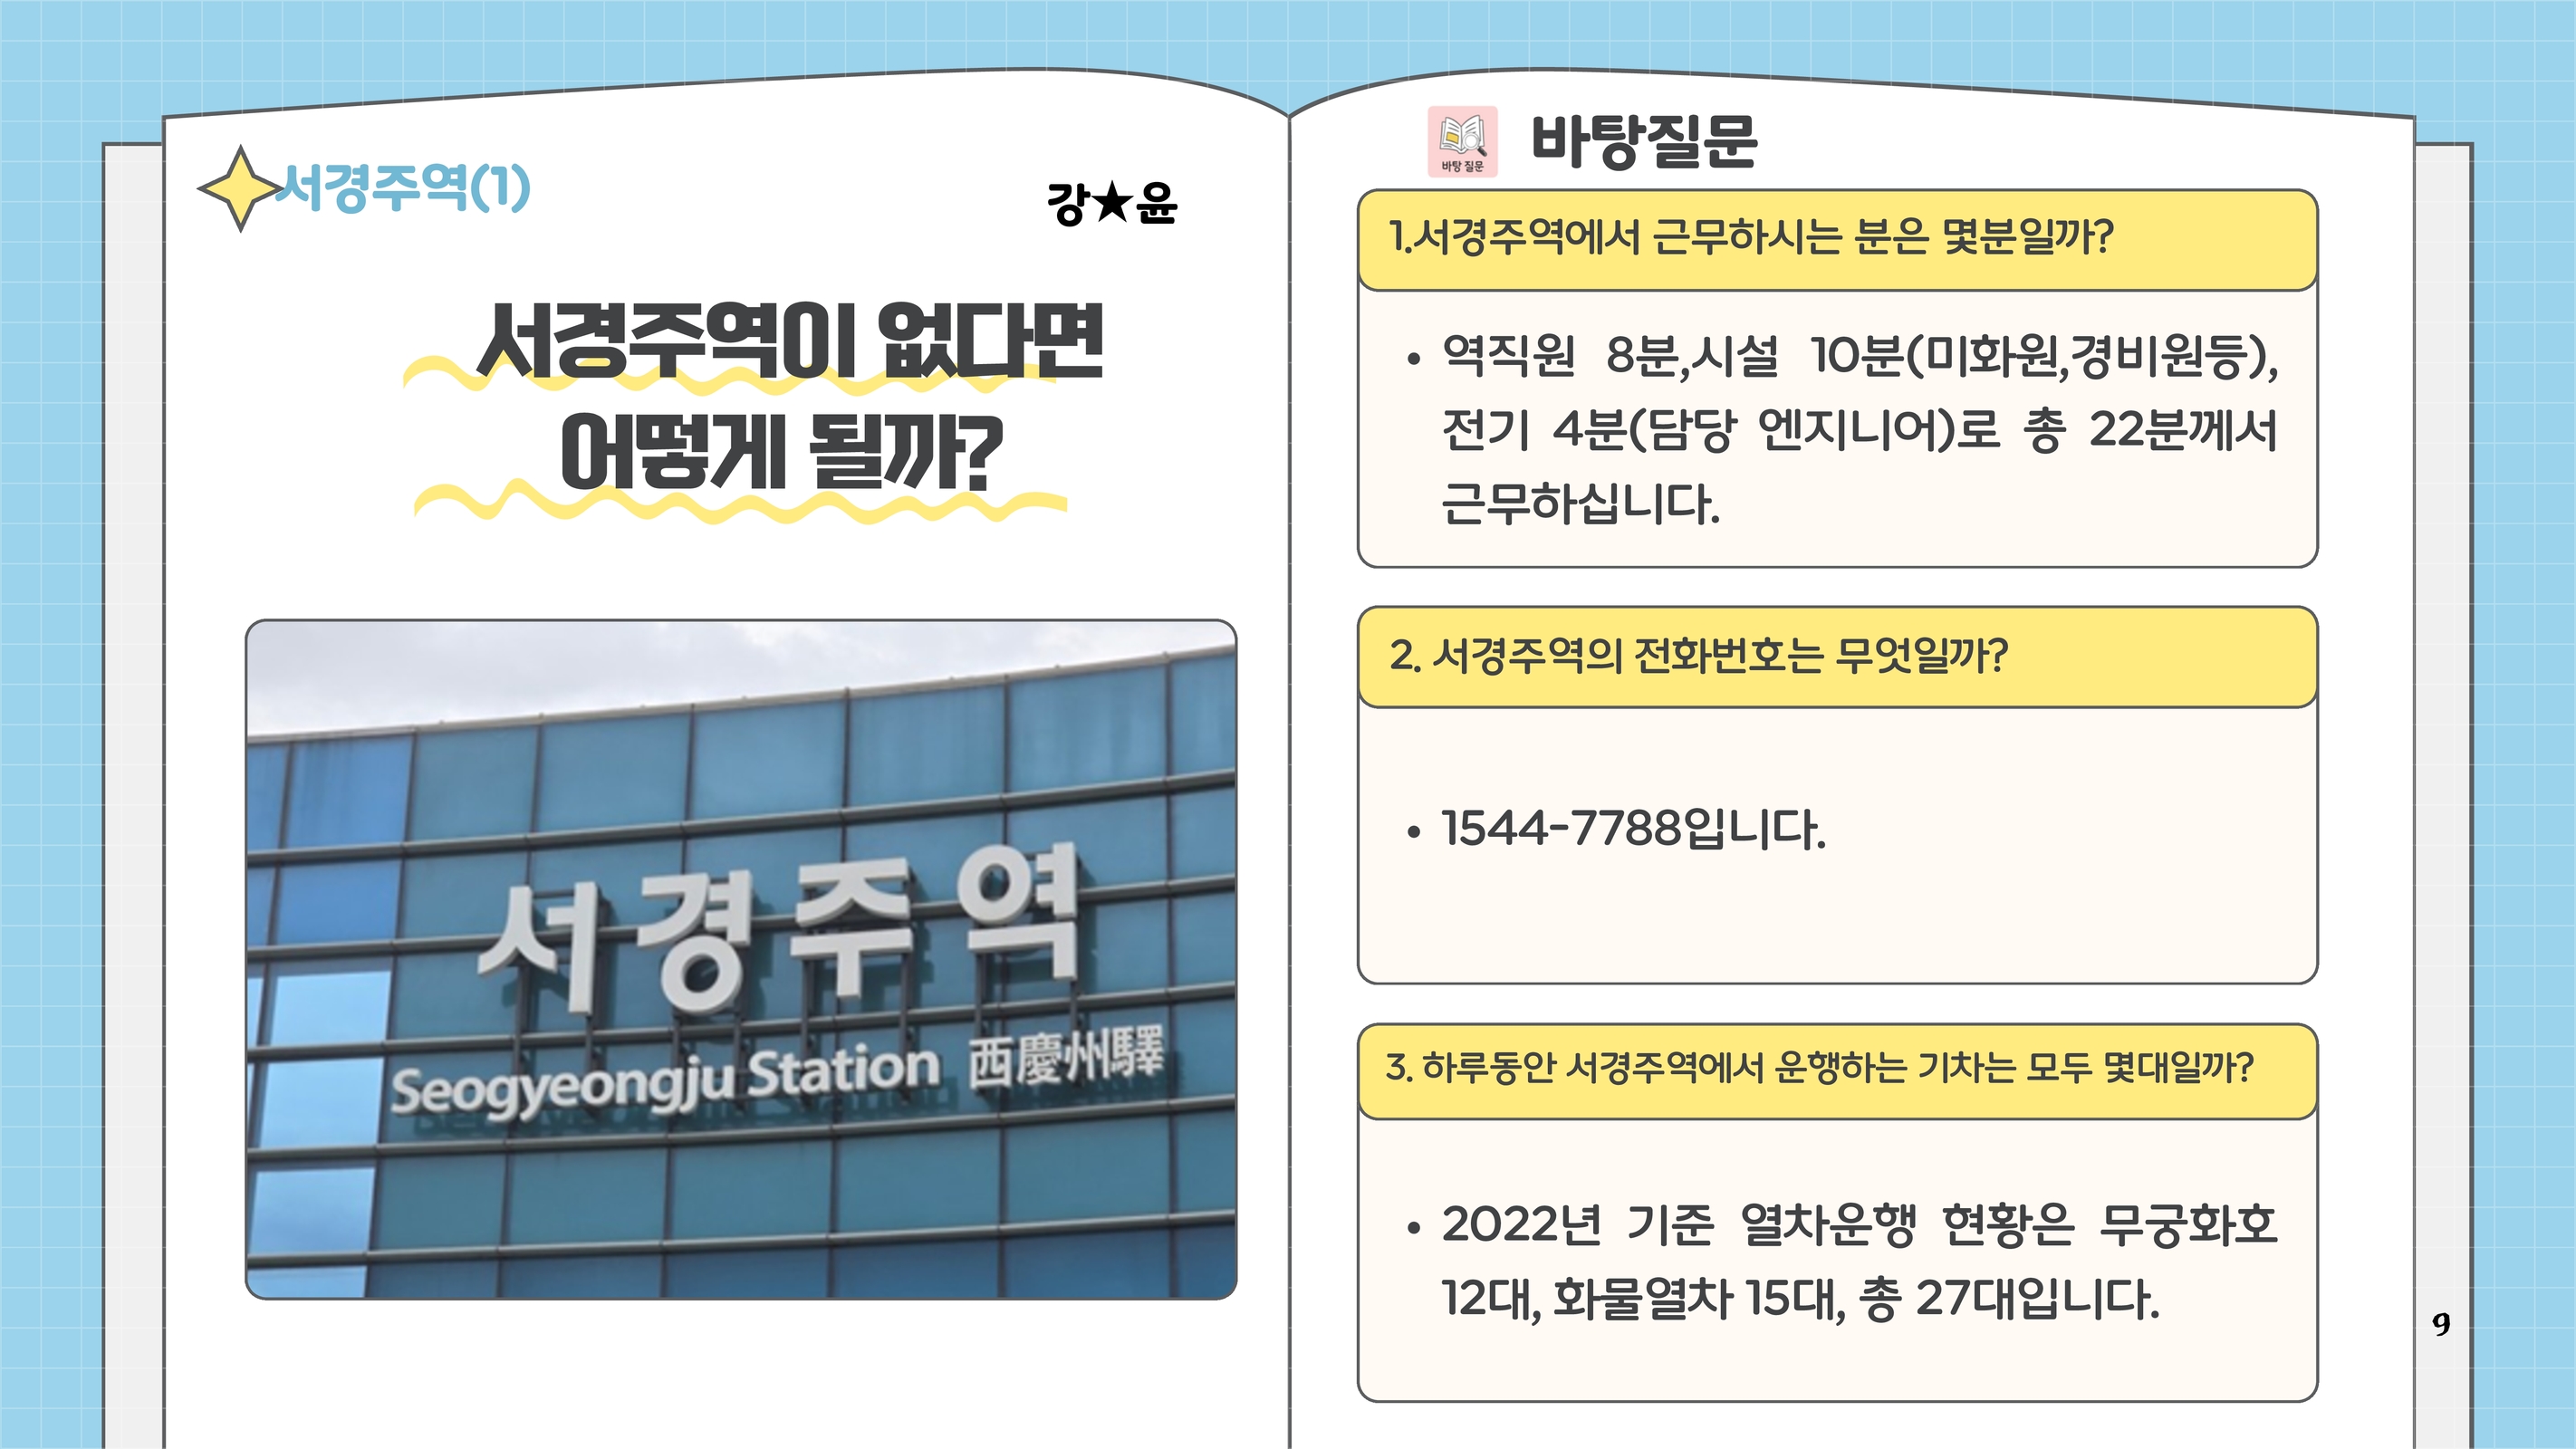 서경주역(1)
강★윤
서경주역이 없다면
어떻게 될까?
서경주역
Seogyeongju Station 西慶州驛
바탕 질문
바탕질문
1.서경주역에서 근무하시는 분은 몇분일까?
• 역직원 8분,시설 10분(미화원,경비원등),
전기 4분(담당 엔지니어)로 총 22분께서
근무하십니다.
2. 서경주역의 전화번호는 무엇일까?
• 1544-7788입니다.
3. 하루동안 서경주역에서 운행하는 기차는 모두 몇대일까?
• 2022년 기준 열차운행 현황은 무궁화호
12대, 화물열차 15대, 총 27대입니다.
9